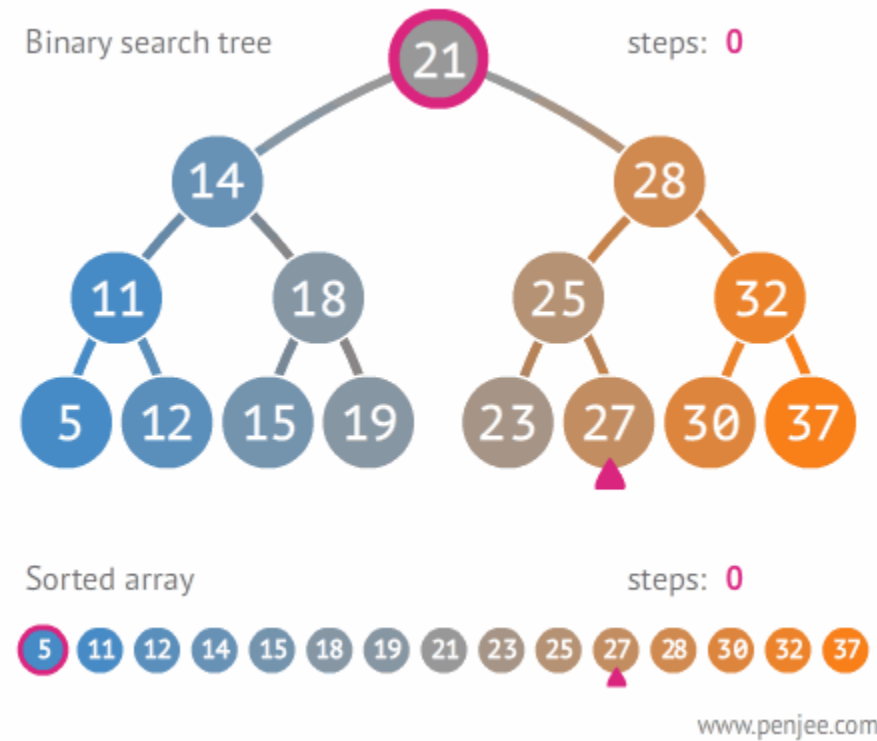 Binary search tree
steps: 0
21
14 28
11 18 25 32
5 12 15 19 23 27 30 37
Sorted array
steps: 0
5 11 12 14 15 18 19 21 23 25 27 28 30 32 37
www.penjee.com